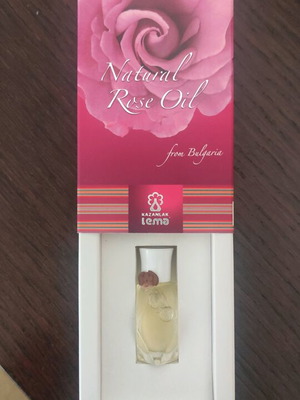 Natural
Rose Oil
from Bulgaria
KAZANLAK
Lema